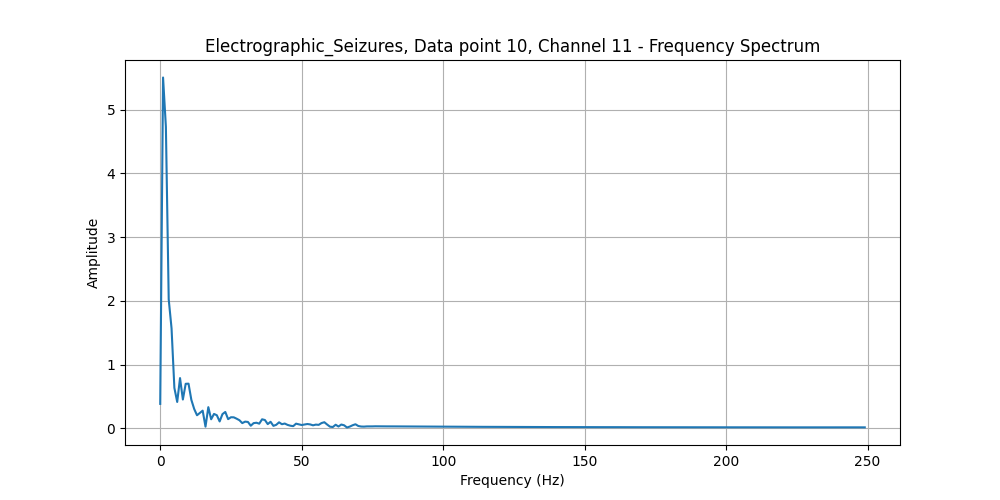 Electrographic_Seizures, Data point 10, Channel 11 - Frequency Spectrum
Amplitude
5
4
3
2
1
0
0 50 100 150 200 250
Frequency (Hz)